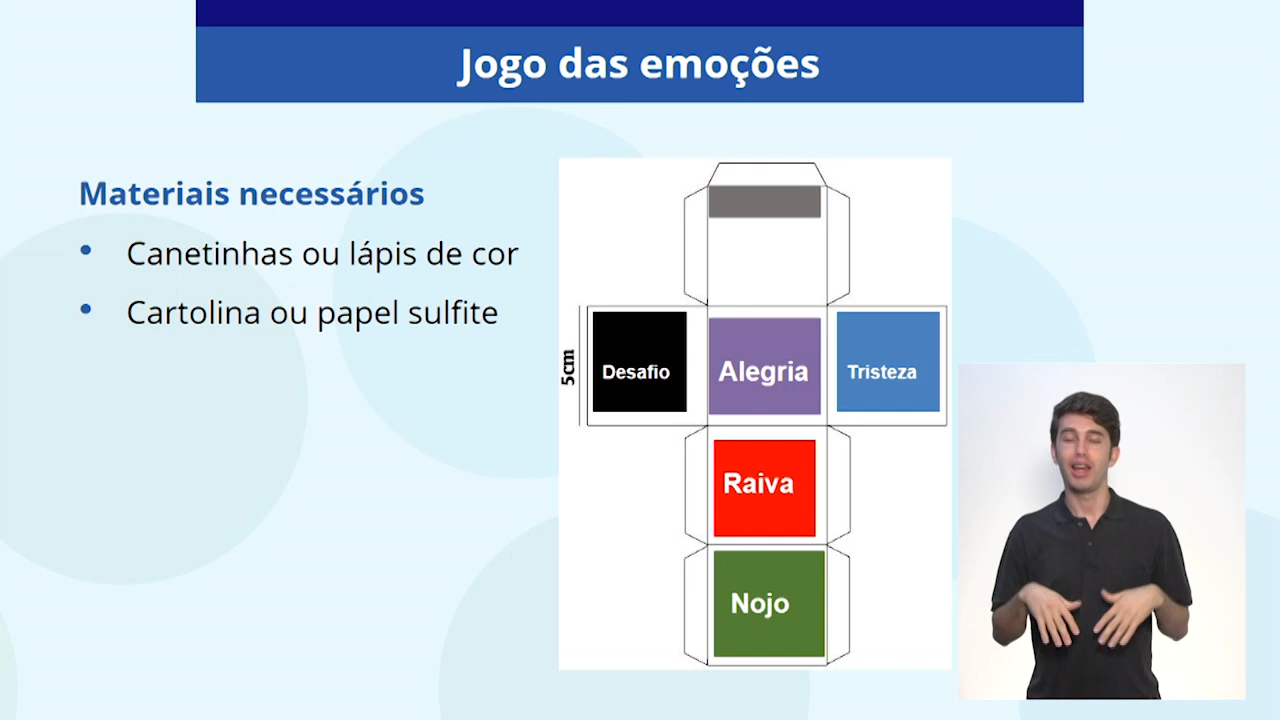 Jogo das emoções
Materiais necessários
• Canetinhas ou lápis de cor
• Cartolina ou papel sulfite
5cm
Desafio
Alegria
Tristeza
Raiva
Nojo